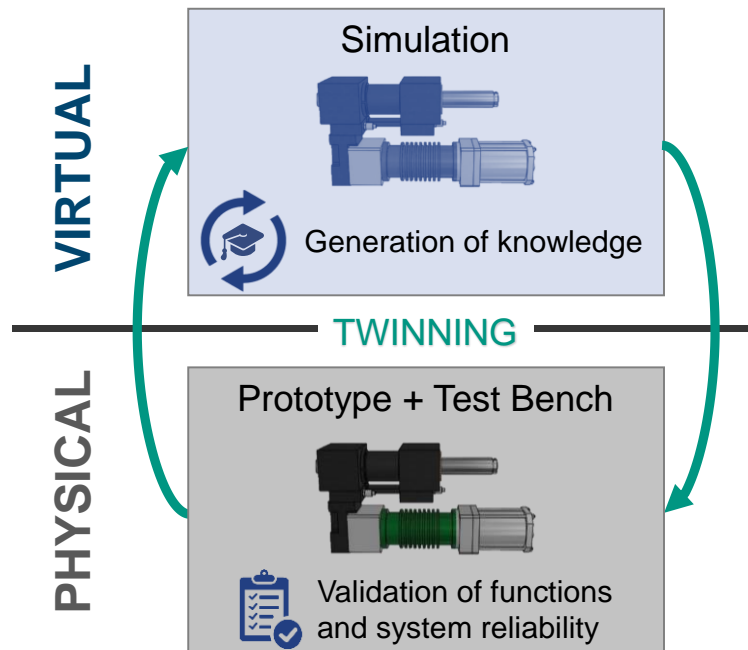 VIRTUAL
Simulation
Generation of knowledge
TWINNING
PHYSICAL
Prototype + Test Bench
Validation of functions
and system reliability